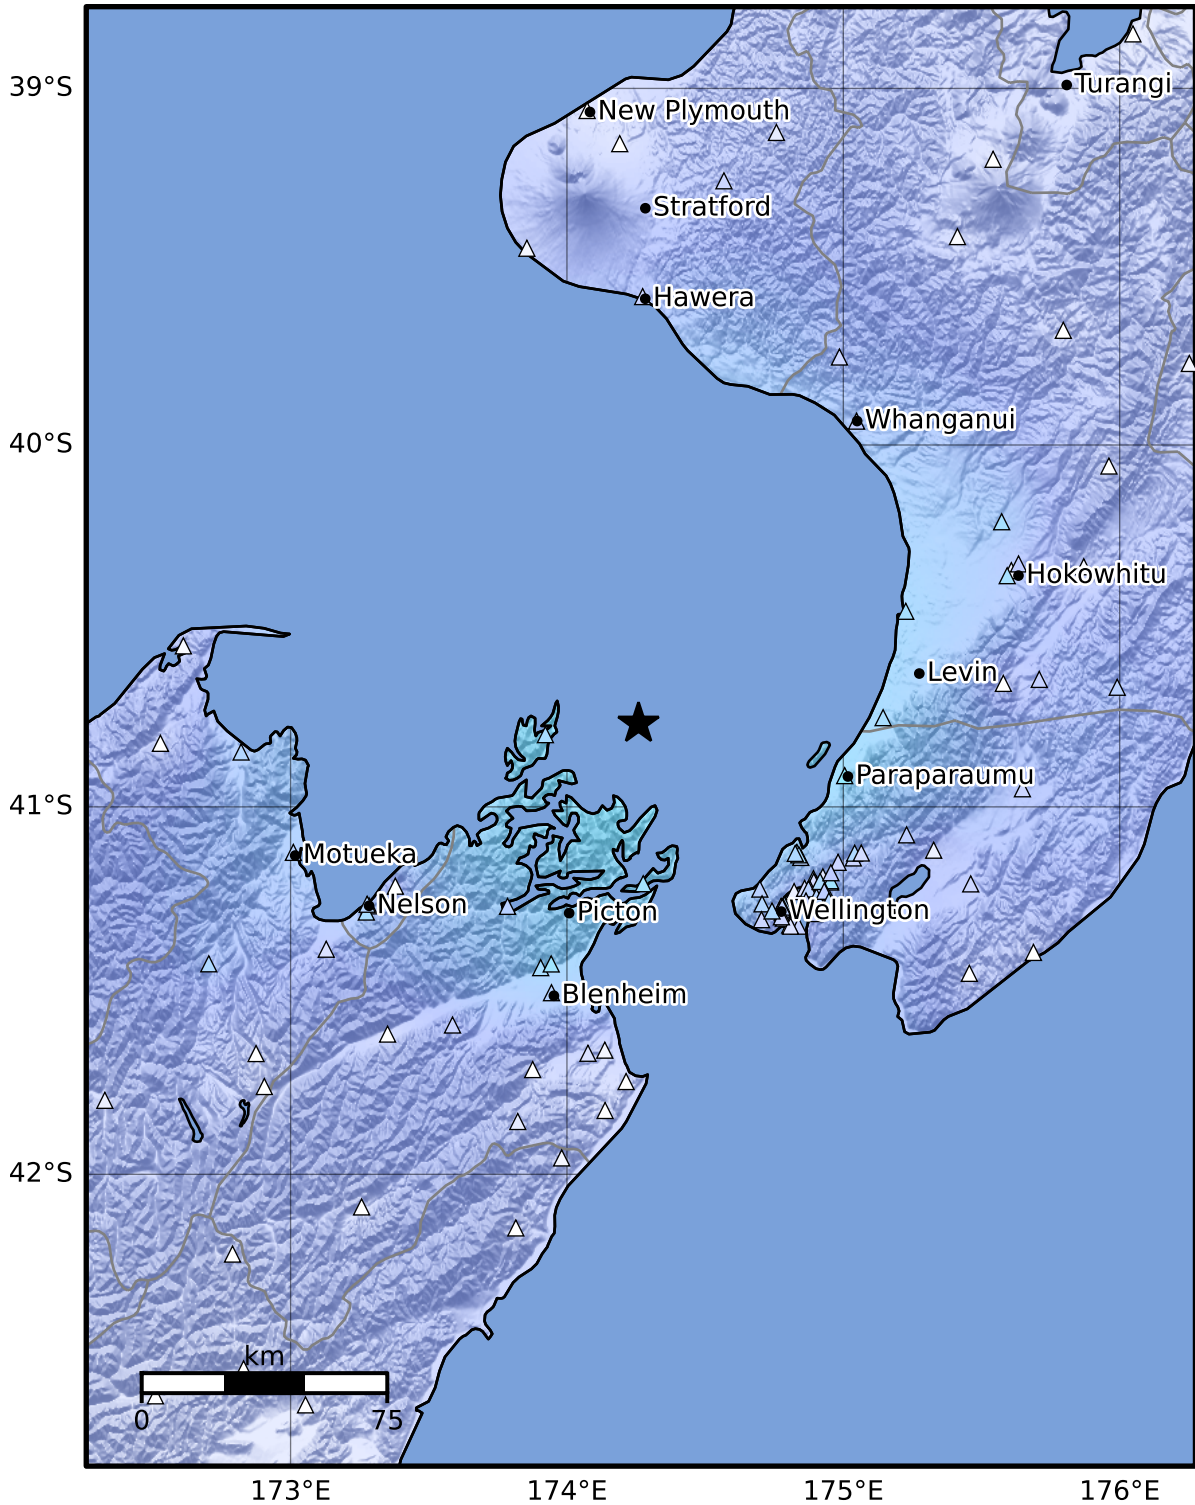 39°S
Turangi
New Plymouth
Stratford
Hawera
Whanganui
40°S
Hokowhitu
Levin
Paraparaumu
41°S
Motueka
Nelson
Picton
Wellington
Blenheim
42°S
km
0
75
173°E
174°E
175°E
176°E